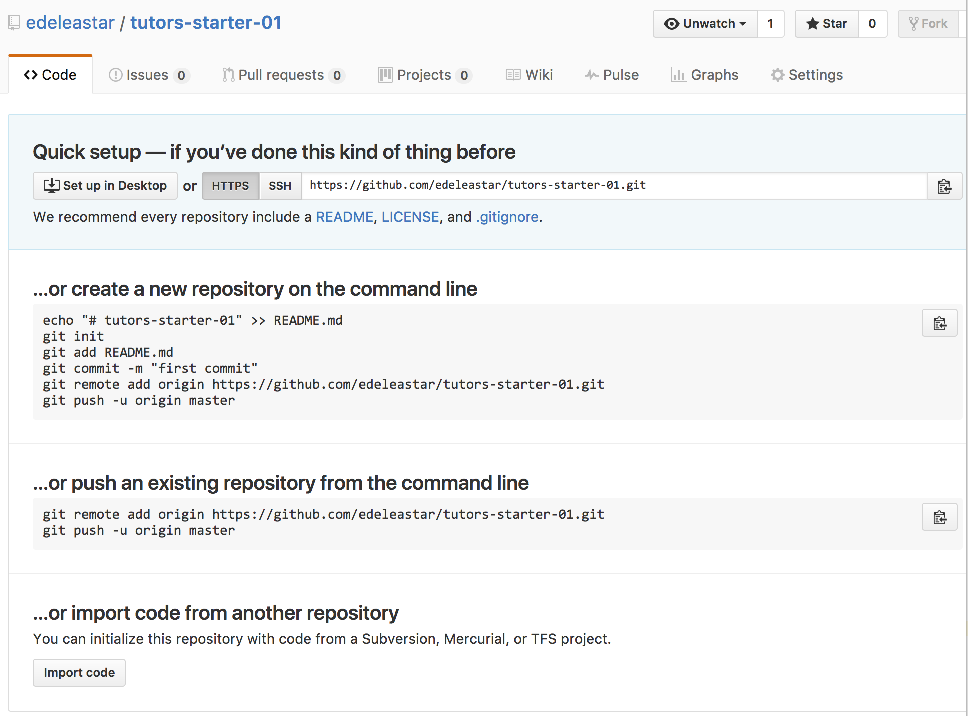 edeleastar / tutors-starter-01 Unwatch 1 Star 0 Fork
Code Issues 0 Pull requests 0 Projects 0 Wiki Pulse Graphs Settings
Quick setup — if you’ve done this kind of thing before
Set up in Desktop or HTTPS SSH https://github.com/edeleastar/tutors-starter-01.git
We recommend every repository include a README, LICENSE, and .gitignore.
…or create a new repository on the command line
echo "# tutors-starter-01" >> README.md
git init
git add README.md
git commit -m "first commit"
git remote add origin https://github.com/edeleastar/tutors-starter-01.git
git push -u origin master
…or push an existing repository from the command line
git remote add origin https://github.com/edeleastar/tutors-starter-01.git
git push -u origin master
…or import code from another repository
You can initialize this repository with code from a Subversion, Mercurial, or TFS project.
Import code